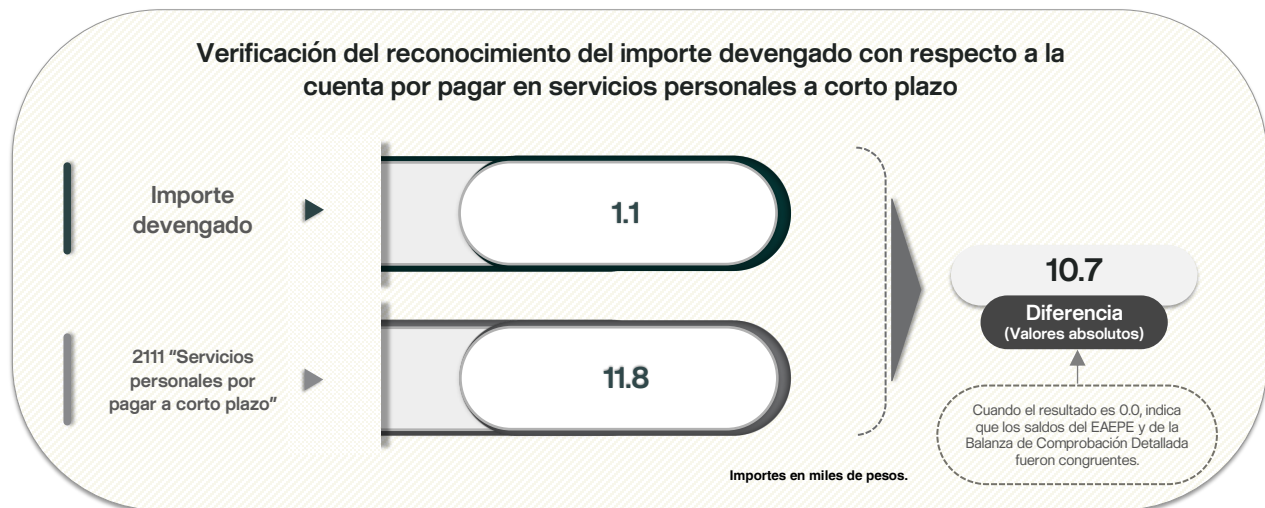 Verificación del reconocimiento del importe devengado con respecto a la
cuenta por pagar en servicios personales a corto plazo
Importe
devengado
1.1
2111 “Servicios
personales por
pagar a corto plazo”
11.8
10.7
Diferencia
(Valores absolutos)
Cuando el resultado es 0.0, indica
que los saldos del EAEPE y de la
Balanza de Comprobación Detallada
fueron congruentes.
Importes en miles de pesos.